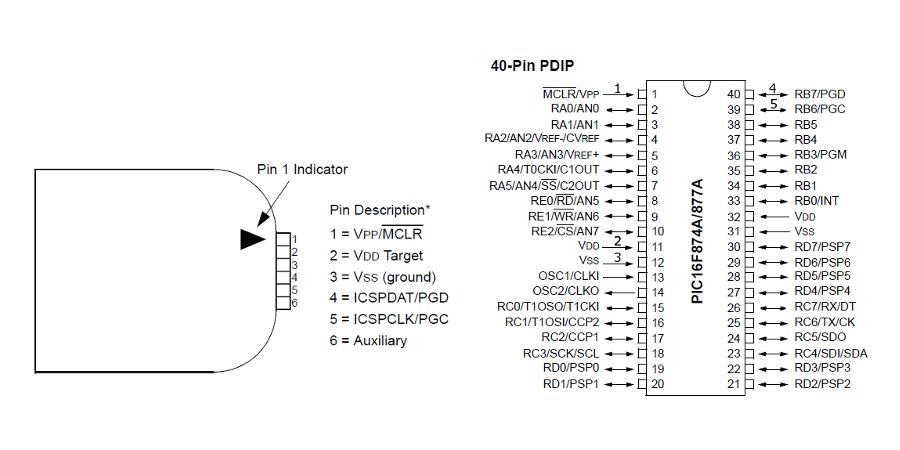 Pin 1 Indicator
1
2
3
4
5
6
Pin Description*
1 = VPP/MCLR
2 = VDD Target
3 = VSS (ground)
4 = ICSPDAT/PGD
5 = ICSPCLK/PGC
6 = Auxiliary
40-Pin PDIP
MCLR/VPP 1 1 40 4 RB7/PGD
RA0/AN0 2 39 5 RB6/PGC
RA1/AN1 3 38 RB5
RA2/AN2/VREF-/CVREF 4 37 RB4
RA3/AN3/VREF+ 5 36 RB3/PGM
RA4/T0CKI/C1OUT 6 35 RB2
RA5/AN4/SS/C2OUT 7 34 RB1
RE0/RD/AN5 8 33 RB0/INT
RE1/WR/AN6 9 32 VDD
RE2/CS/AN7 10 31 VSS
VDD 2 11 30 RD7/PSP7
VSS 3 12 29 RD6/PSP6
OSC1/CLKI 13 28 RD5/PSP5
OSC2/CLKO 14 27 RD4/PSP4
RC0/T1OSO/T1CKI 15 26 RC7/RX/DT
RC1/T1OSI/CCP2 16 25 RC6/TX/CK
RC2/CCP1 17 24 RC5/SDO
RC3/SCK/SCL 18 23 RC4/SDI/SDA
RD0/PSP0 19 22 RD3/PSP3
RD1/PSP1 20 21 RD2/PSP2
PIC16F874A/877A